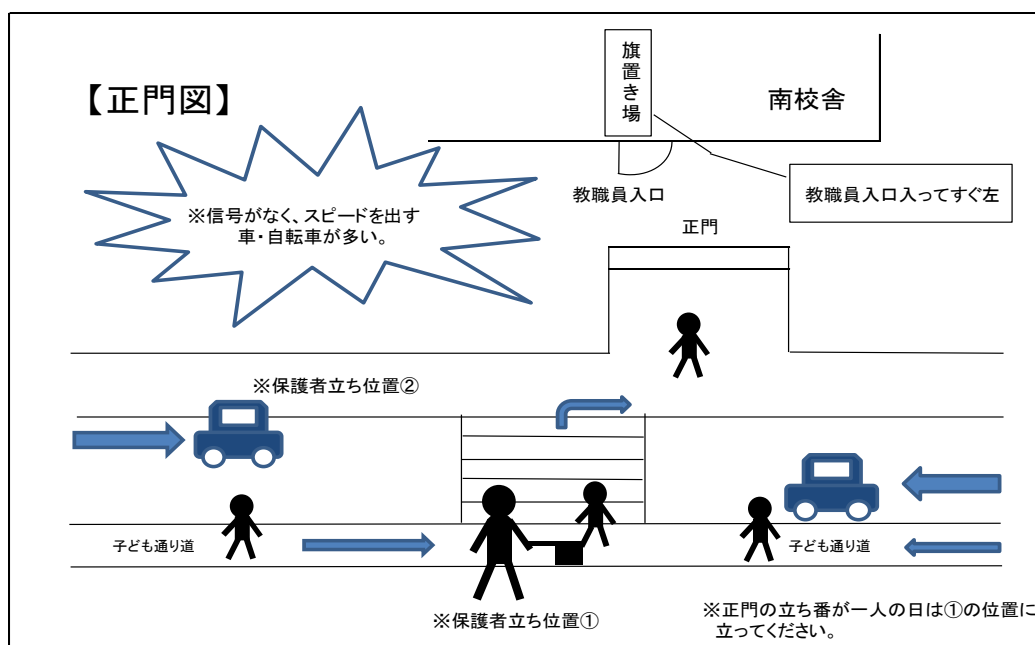 【正門図】
旗置き場
南校舎
※信号がなく、スピードを出す
車・自転車が多い。
教職員入口
教職員入口入ってすぐ左
正門
※保護者立ち位置②
子ども通り道
子ども通り道
※保護者立ち位置①
※正門の立ち番が一人の日は①の位置に
立ってください。